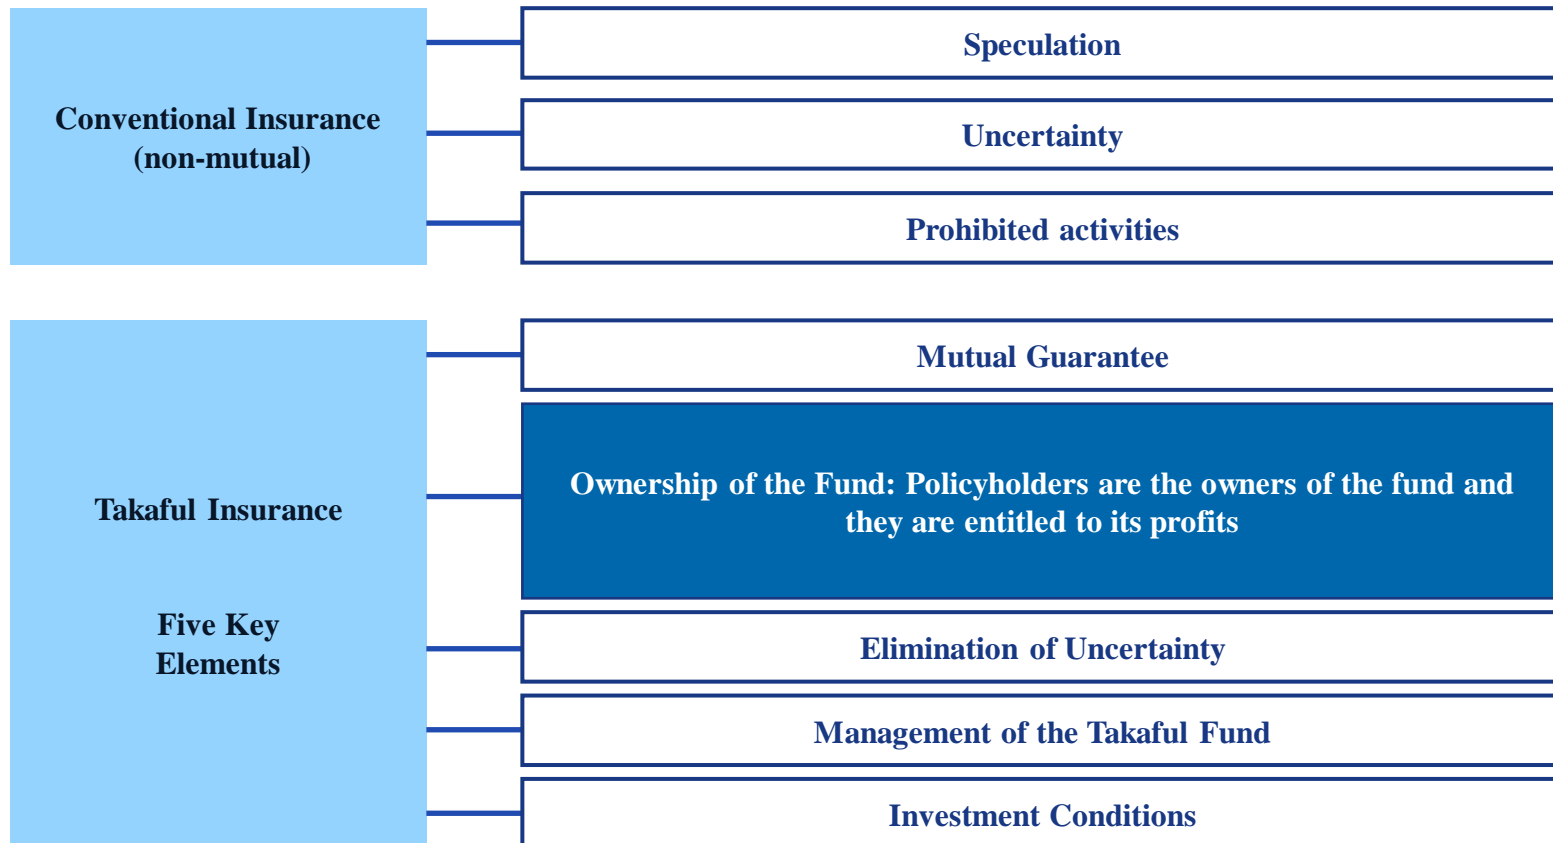 Conventional Insurance
(non-mutual)
Speculation
Uncertainty
Prohibited activities
Takaful Insurance
Five Key
Elements
Mutual Guarantee
Ownership of the Fund: Policyholders are the owners of the fund and
they are entitled to its profits
Elimination of Uncertainty
Management of the Takaful Fund
Investment Conditions